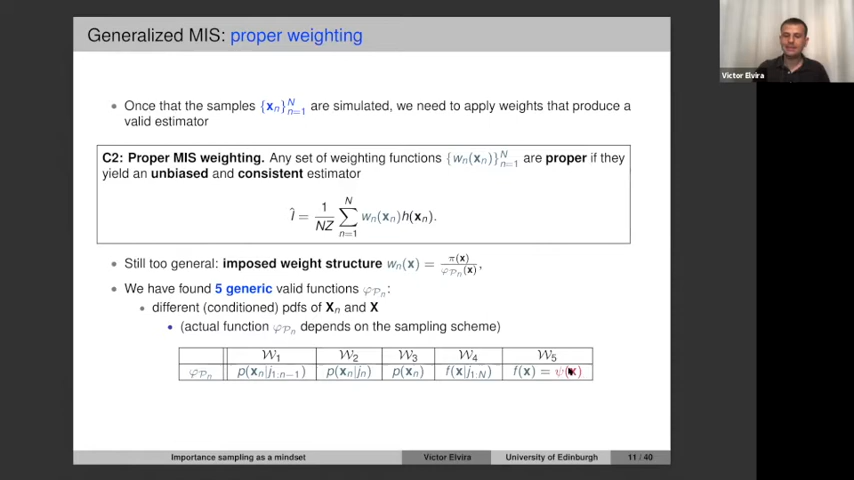 Generalized MIS: proper weighting
Victor Elvira
Once that the samples {x_n}_{n=1}^N are simulated, we need to apply weights that produce a
valid estimator
C2: Proper MIS weighting. Any set of weighting functions {w_n(x_n)}_{n=1}^N are proper if they
yield an unbiased and consistent estimator
Î = 1/NZ ∑_{n=1}^N w_n(x_n)h(x_n).
Still too general: imposed weight structure w_n(x) = π(x)/φ_{P_n}(x),
We have found 5 generic valid functions φ_{P_n}:
different (conditioned) pdfs of X_n and X
(actual function φ_{P_n} depends on the sampling scheme)
W_1 W_2 W_3 W_4 W_5
φ_{P_n} p(x_n|j_{1:n−1}) p(x_n|j_n) p(x_n) f(x|j_{1:N}) f(x) = ψ(x)
Importance sampling as a mindset Victor Elvira University of Edinburgh 11 / 40